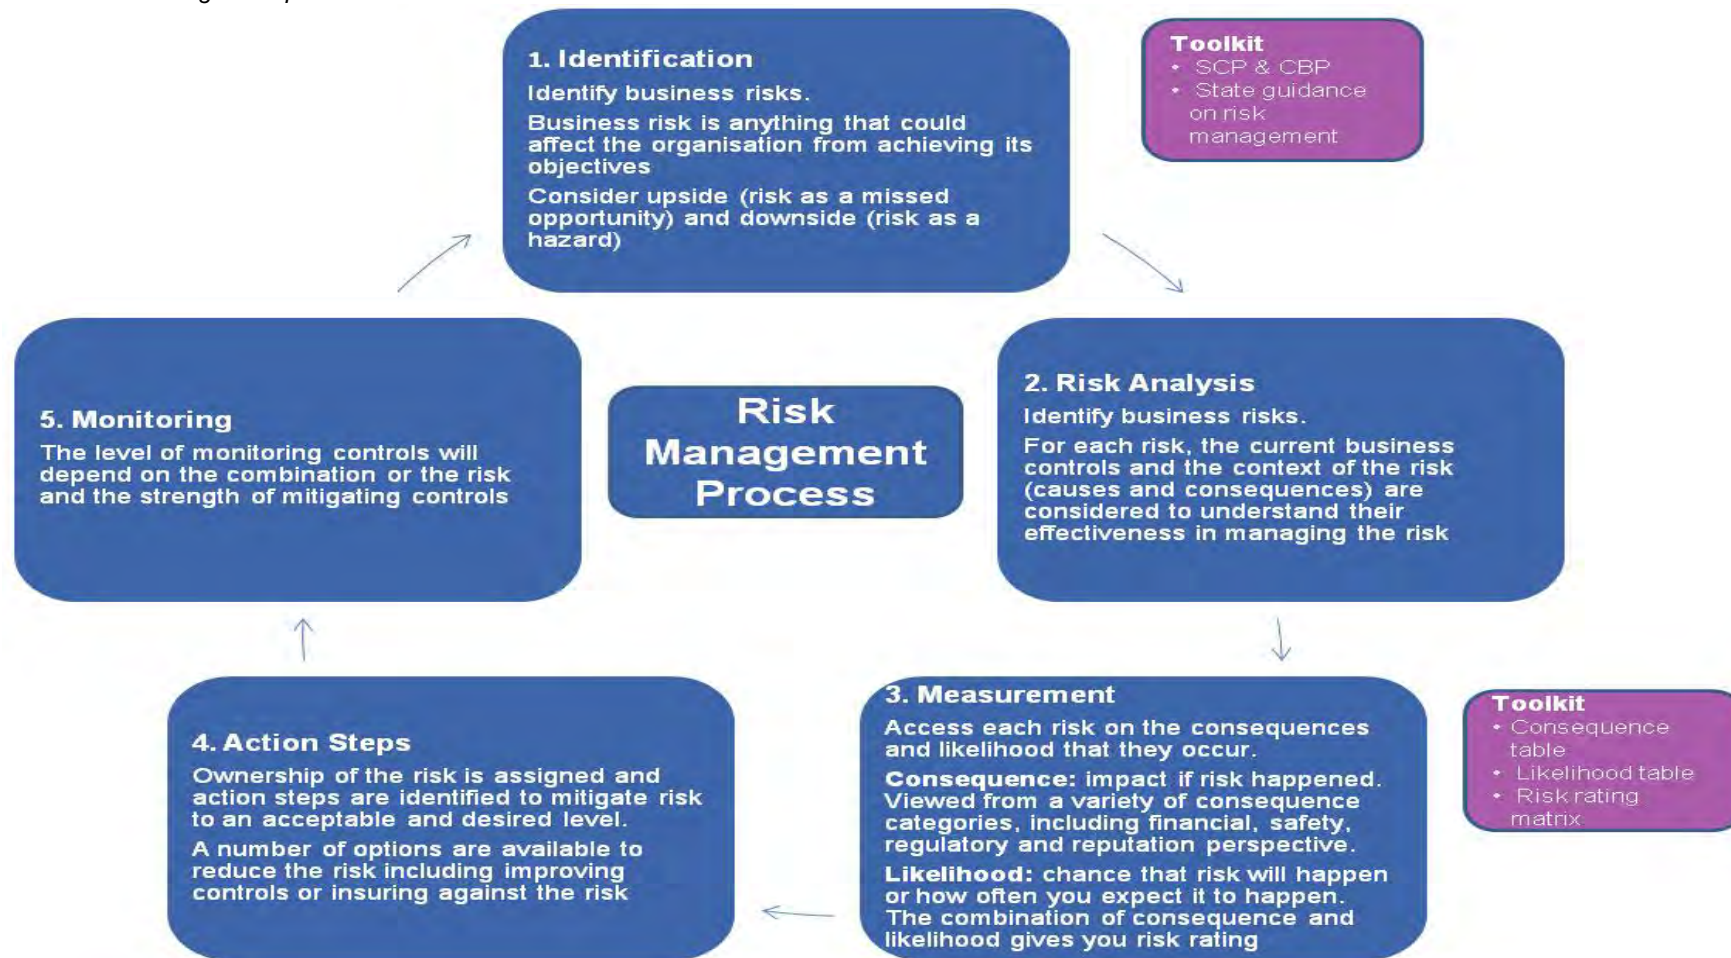 1. Identification
Identify business risks.
Business risk is anything that could
affect the organisation from achieving its
objectives
Consider upside (risk as a missed
opportunity) and downside (risk as a
hazard)
Toolkit
• SCP & CBP
• State guidance
on risk
management
2. Risk Analysis
Identify business risks.
For each risk, the current business
controls and the context of the risk
(causes and consequences) are
considered to understand their
effectiveness in managing the risk
Risk
Management
Process
3. Measurement
Access each risk on the consequences
and likelihood that they occur.
Consequence: impact if risk happened.
Viewed from a variety of consequence
categories, including financial, safety,
regulatory and reputation perspective.
Likelihood: chance that risk will happen
or how often you expect it to happen.
The combination of consequence and
likelihood gives you risk rating
Toolkit
• Consequence
table
• Likelihood table
• Risk rating
matrix
4. Action Steps
Ownership of the risk is assigned and
action steps are identified to mitigate risk
to an acceptable and desired level.
A number of options are available to
reduce the risk including improving
controls or insuring against the risk
5. Monitoring
The level of monitoring controls will
depend on the combination or the risk
and the strength of mitigating controls